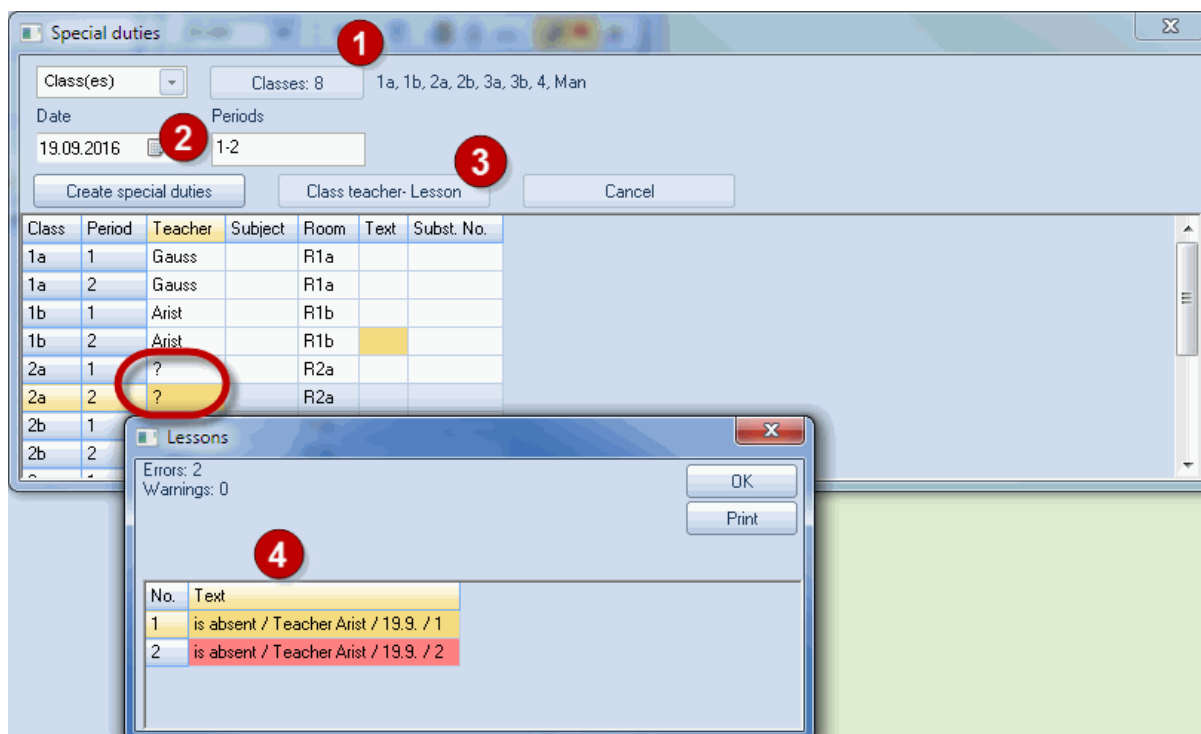 Special duties
1
Class(es) Classes: 8 1a, 1b, 2a, 2b, 3a, 3b, 4, Man
Date Periods
19.09.2016 2 1-2
3
Create special duties Class teacher- Lesson Cancel
Class Period Teacher Subject Room Text Subst. No.
1a 1 Gauss R1a
1a 2 Gauss R1a
1b 1 Arist R1b
1b 2 Arist R1b
2a 1 ? R2a
2a 2 ? R2a
2b 1
2b 2
Lessons
Errors: 2
Warnings: 0
OK
Print
4
No. Text
1 is absent / Teacher Arist / 19.9. / 1
2 is absent / Teacher Arist / 19.9. / 2